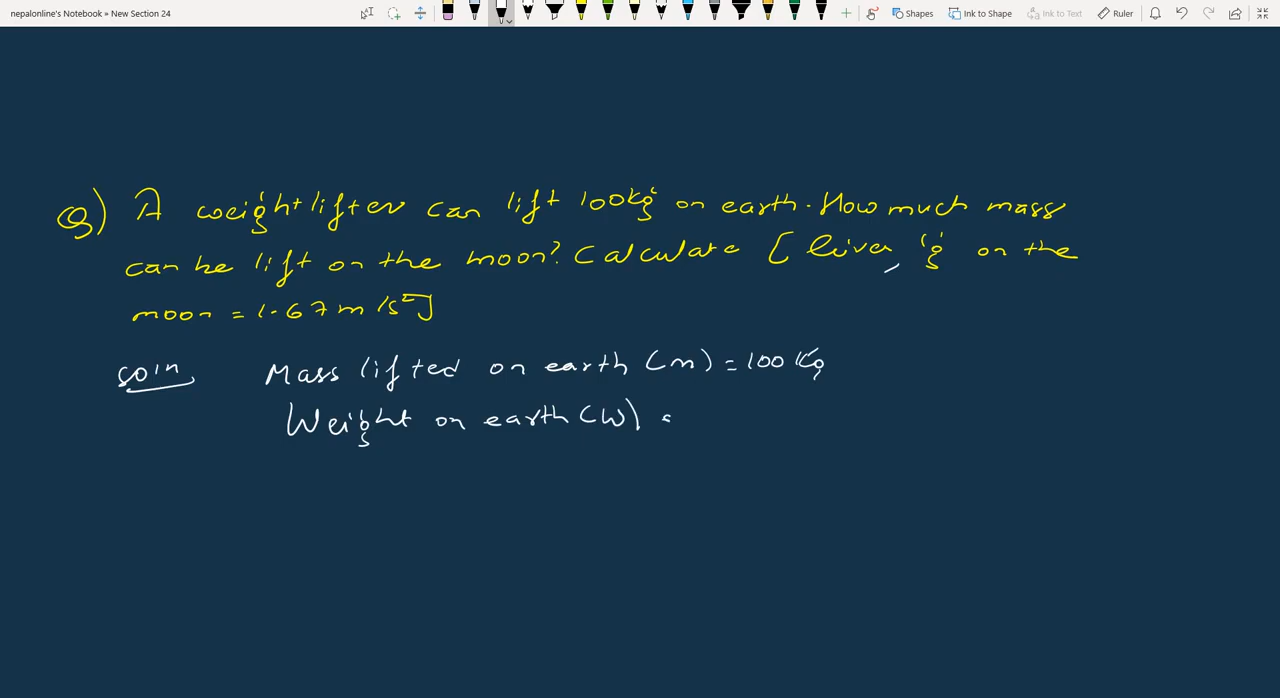 nepalonline's Notebook » New Section 24
Shapes
Ink to Shape
Ink to Text
Ruler
Q) A weightlifter can lift 100kg on earth. How much mass
can he lift on the moon? Calculate [Given, 'g' on the
moon = 1.67 m/s²]
Soln Mass lifted on earth (m) = 100 Kg
Weight on earth (W) =